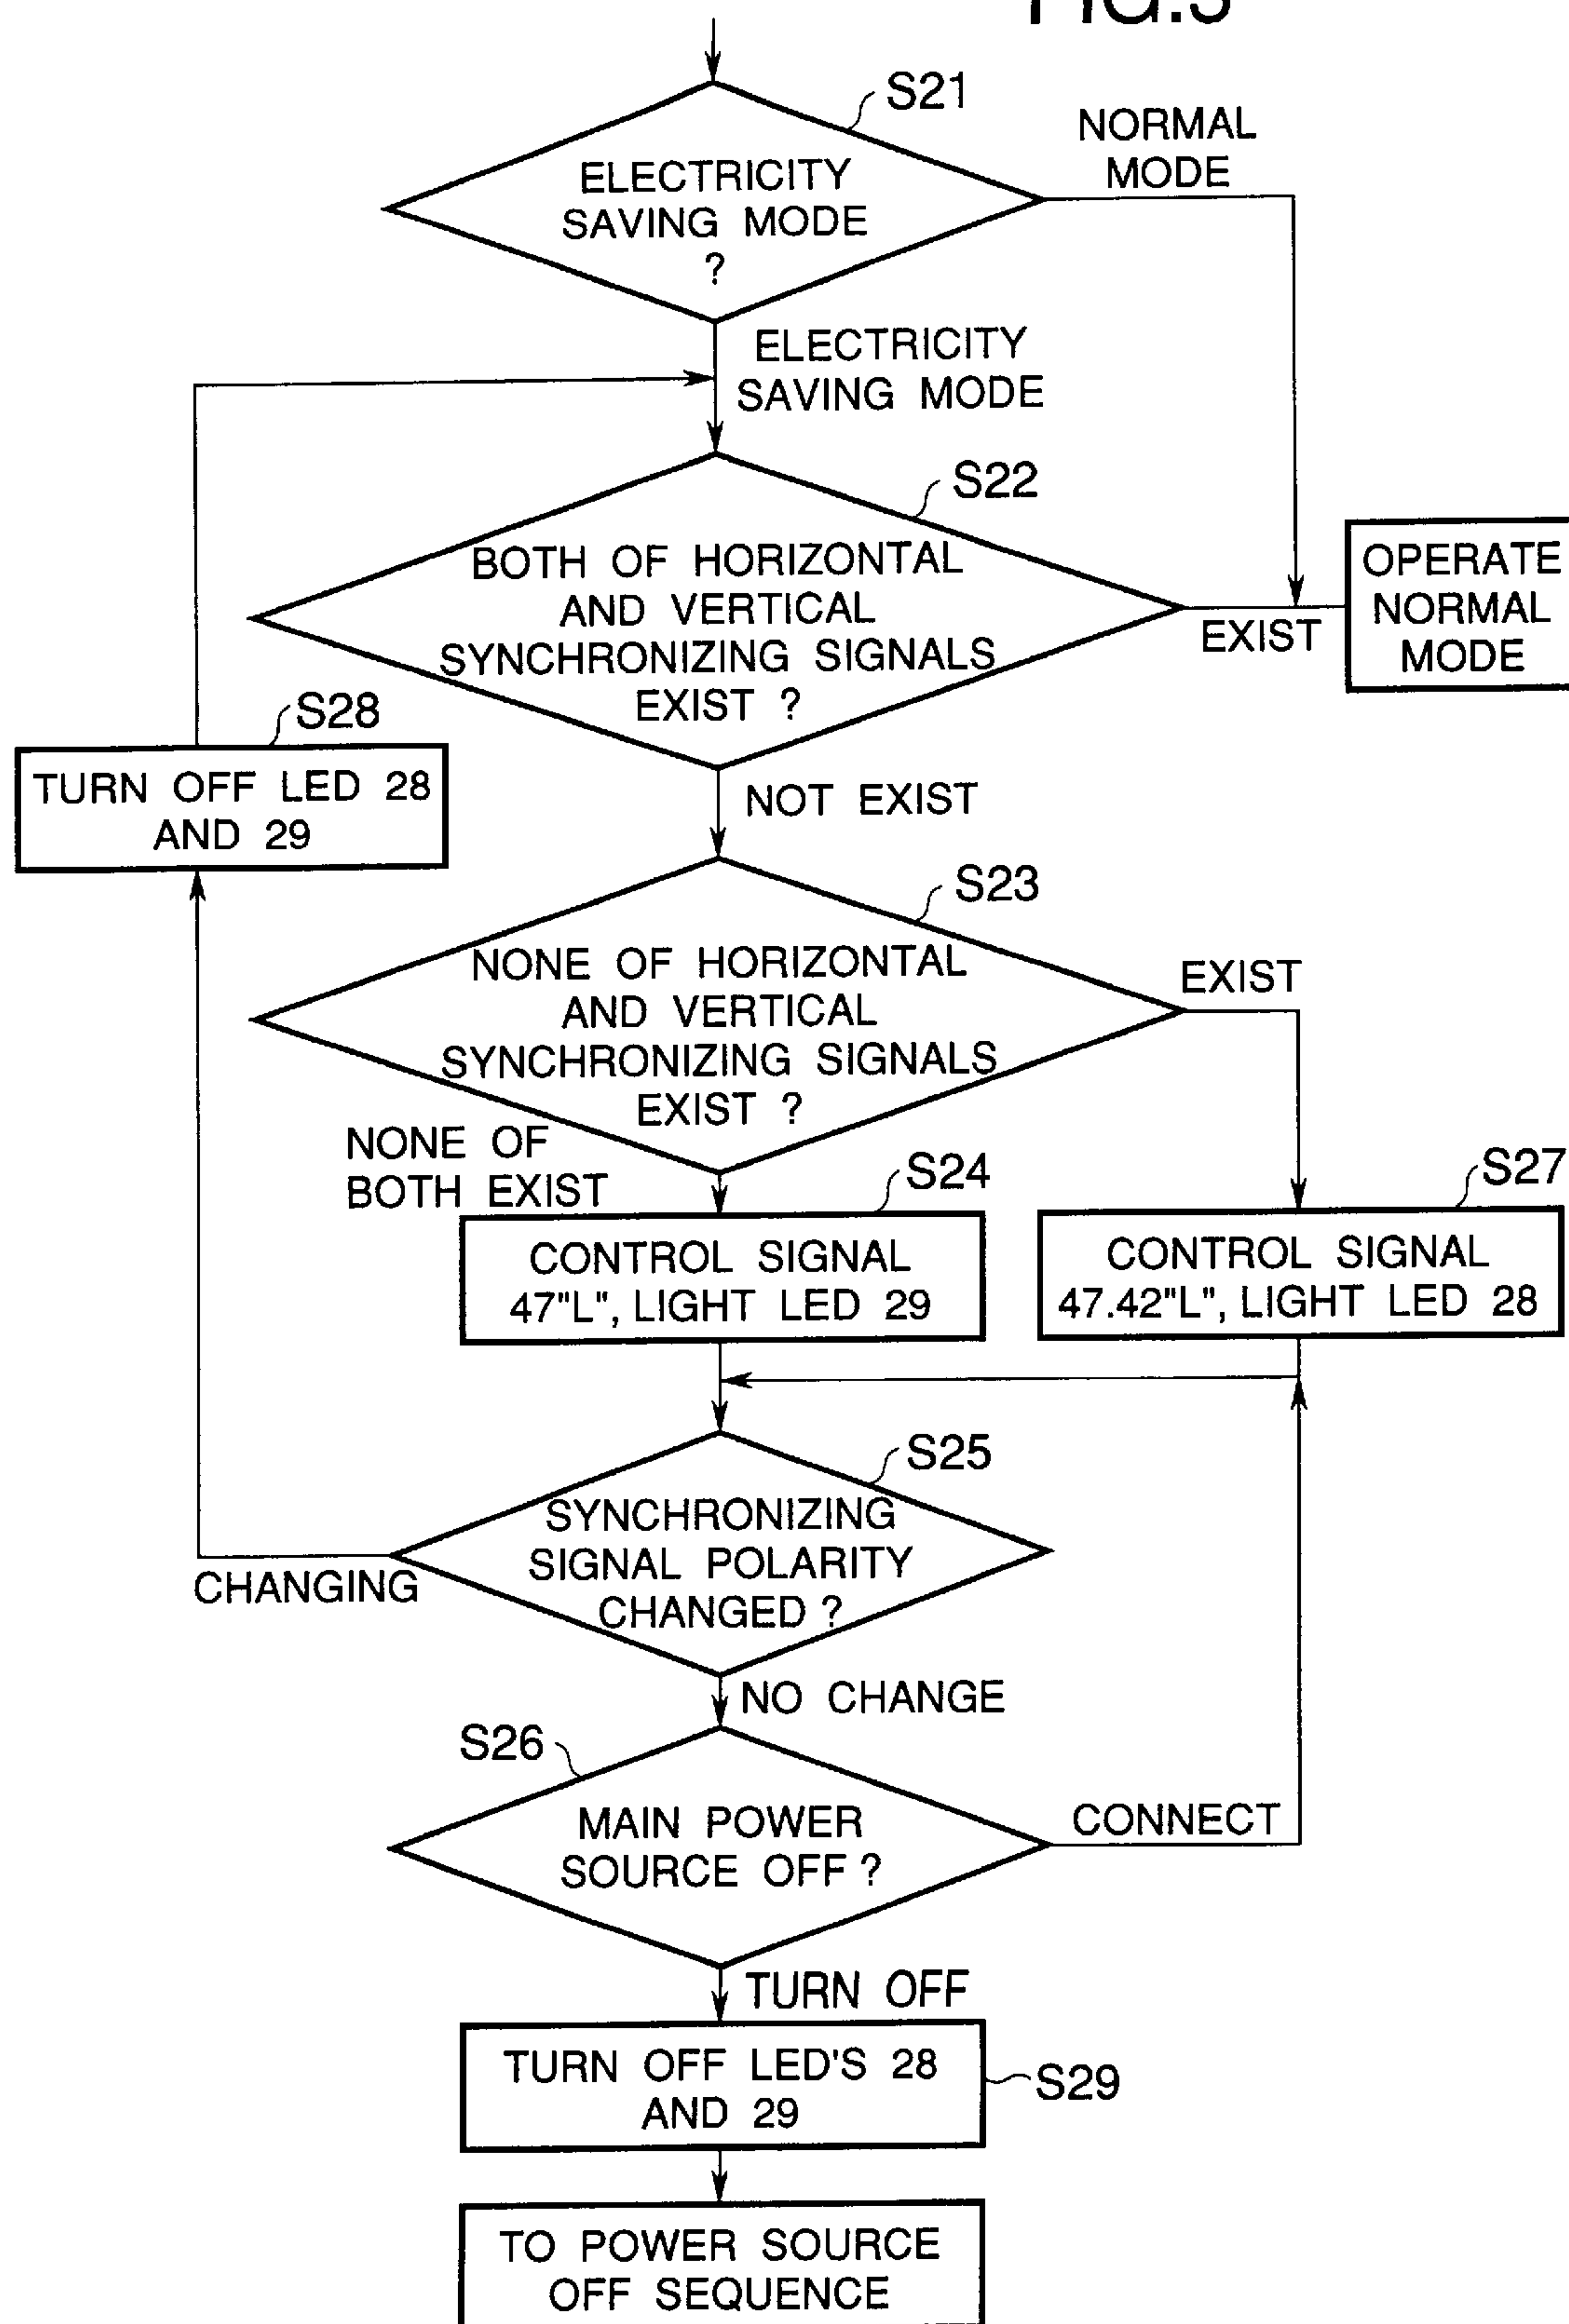 S21
NORMAL
MODE
ELECTRICITY
SAVING MODE
?
ELECTRICITY
SAVING MODE
S22
BOTH OF HORIZONTAL
AND VERTICAL
SYNCHRONIZING SIGNALS
EXIST ?
EXIST
OPERATE
NORMAL
MODE
S28
TURN OFF LED 28
AND 29
NOT EXIST
S23
NONE OF HORIZONTAL
AND VERTICAL
SYNCHRONIZING SIGNALS
EXIST ?
EXIST
NONE OF
BOTH EXIST
S24
CONTROL SIGNAL
47"L", LIGHT LED 29
S27
CONTROL SIGNAL
47.42"L", LIGHT LED 28
S25
SYNCHRONIZING
SIGNAL POLARITY
CHANGED ?
CHANGING
NO CHANGE
S26
MAIN POWER
SOURCE OFF ?
CONNECT
TURN OFF
TURN OFF LED'S 28
AND 29
S29
TO POWER SOURCE
OFF SEQUENCE